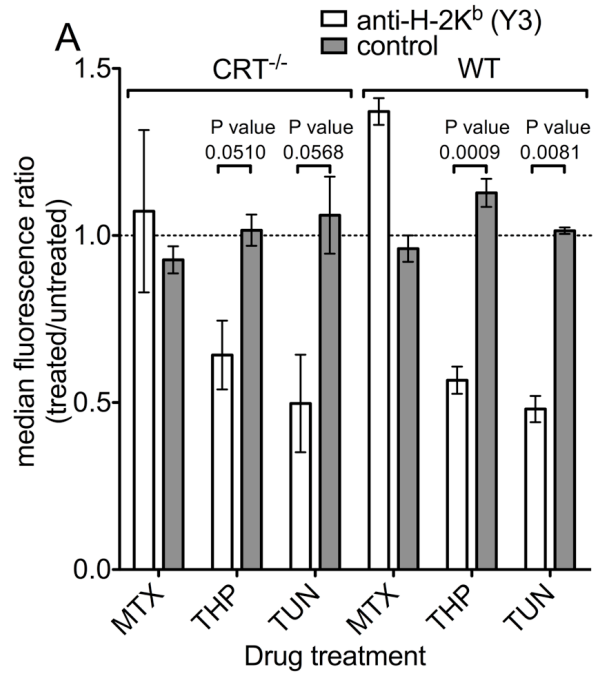 A
anti-H-2Kᵇ (Y3)
control
CRT⁻/⁻
WT
P value
0.0510
P value
0.0568
P value
0.0009
P value
0.0081
median fluorescence ratio
(treated/untreated)
1.5
1.0
0.5
0.0
MTX
THP
TUN
MTX
THP
TUN
Drug treatment